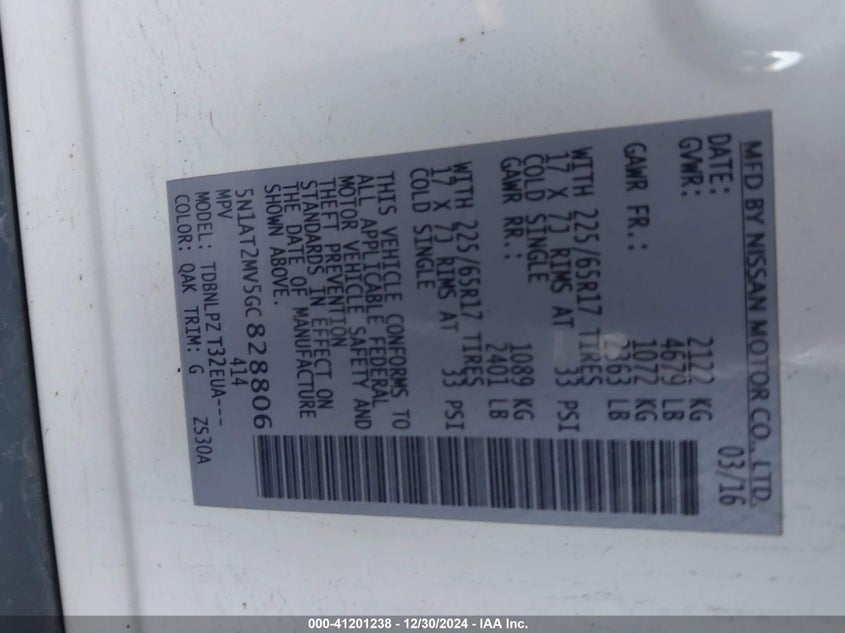 MFD BY NISSAN MOTOR CO., LTD.
DATE: 03/16
GVWR: 2122 KG
4679 LB
GAWR FR.: 1072 KG
2363 LB
WITH 225/65R17 TIRES
17 X 7J RIMS AT 33 PSI
COLD SINGLE
GAWR RR.: 1089 KG
2401 LB
WITH 225/65R17 TIRES
17 X 7J RIMS AT 33 PSI
COLD SINGLE
THIS VEHICLE CONFORMS TO
ALL APPLICABLE FEDERAL
MOTOR VEHICLE SAFETY AND
THEFT PREVENTION
STANDARDS IN EFFECT ON
THE DATE OF MANUFACTURE
SHOWN ABOVE.
5N1AT2MV5GC828806
MPV 414
MODEL: TDBNLPZ T32EUA---
COLOR: QAK TRIM: G ZS30A
000-41201238 - 12/30/2024 - IAA Inc.